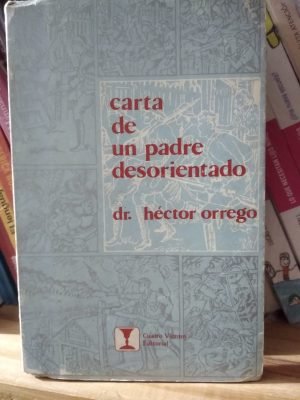 carta
de
un padre
desorientado
dr. héctor orrego
Cuatro Vientos
Editorial